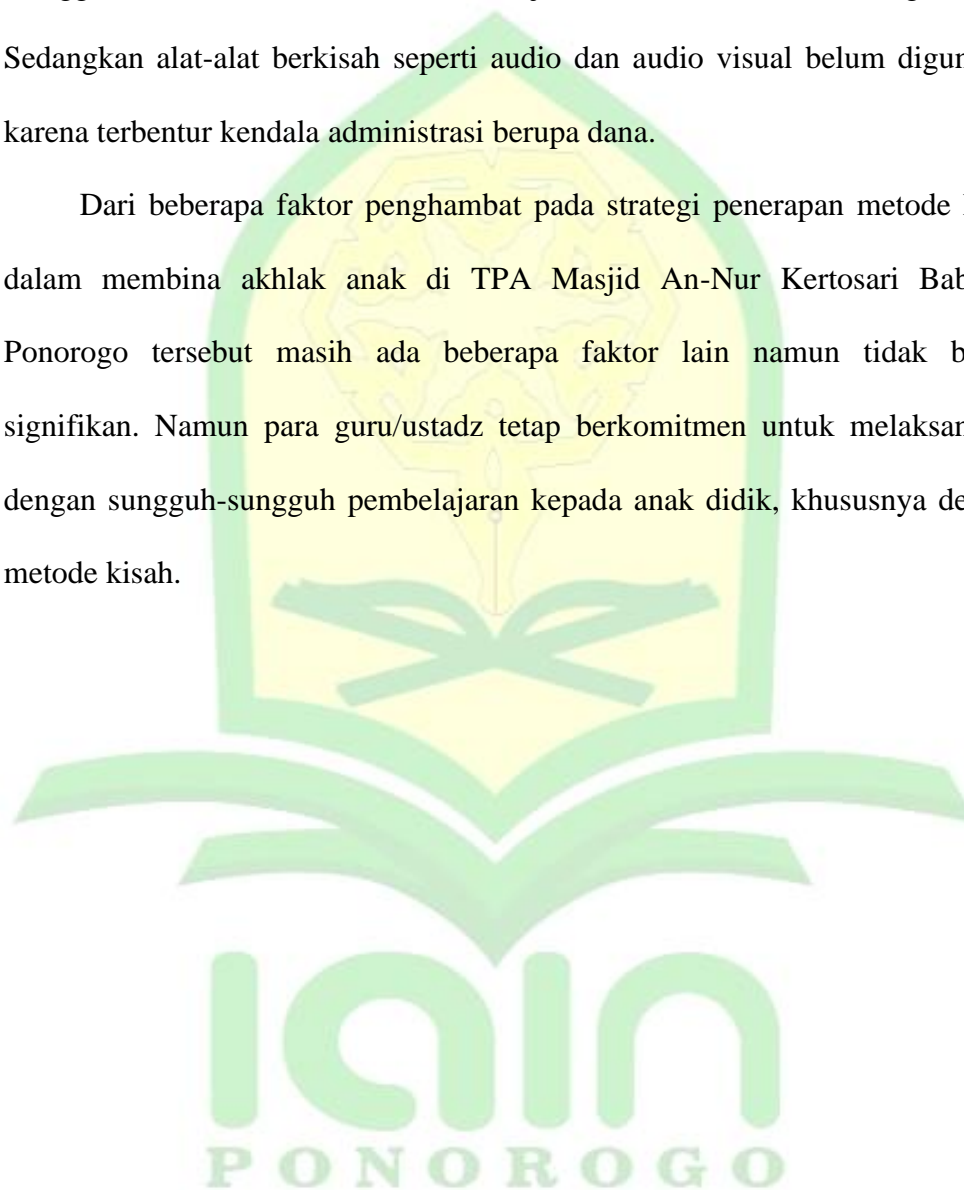 Sedangkan alat-alat berkisah seperti audio dan audio visual belum digun
karena terbentur kendala administrasi berupa dana.
Dari beberapa faktor penghambat pada strategi penerapan metode
dalam membina akhlak anak di TPA Masjid An-Nur Kertosari Bab
Ponorogo tersebut masih ada beberapa faktor lain namun tidak b
signifikan. Namun para guru/ustadz tetap berkomitmen untuk melaksan
dengan sungguh-sungguh pembelajaran kepada anak didik, khususnya de
metode kisah.
IAIN
PONOROGO